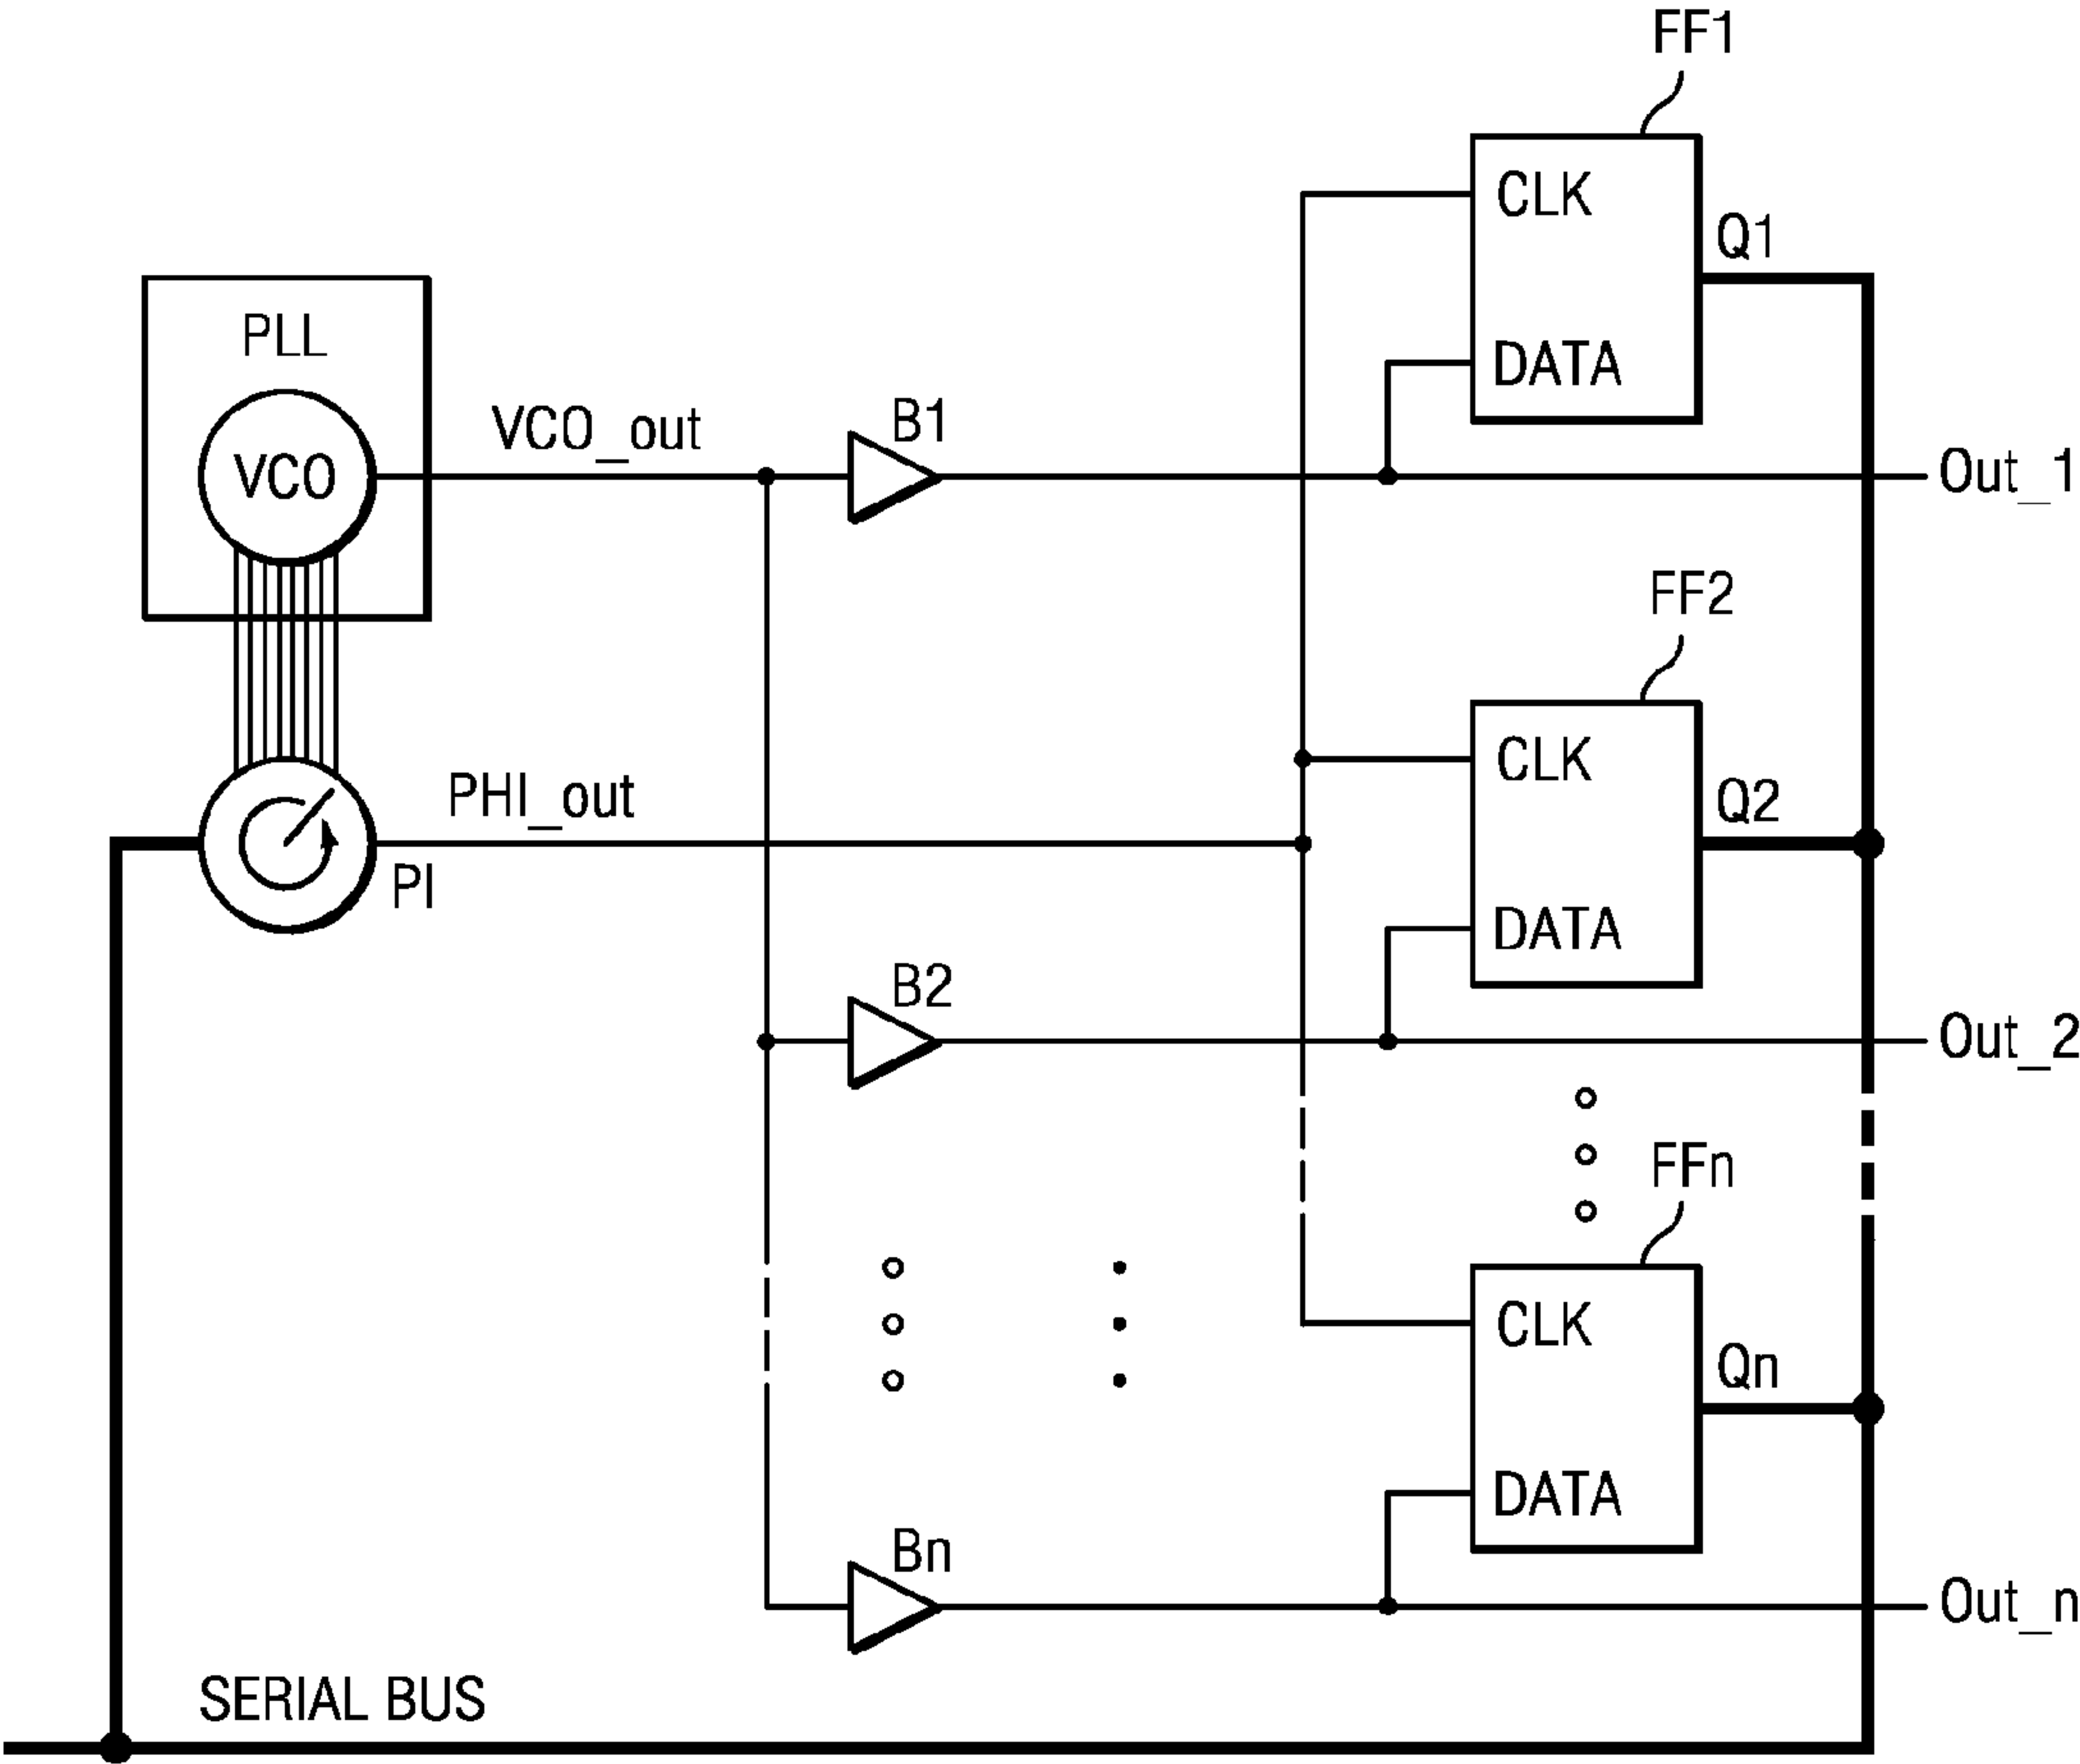 FF1
CLK
Q1
DATA
PLL
VCO
VCO_out
B1
Out_1
FF2
CLK
Q2
DATA
PHI_out
PI
B2
Out_2
FFn
CLK
Qn
DATA
Bn
Out_n
SERIAL BUS